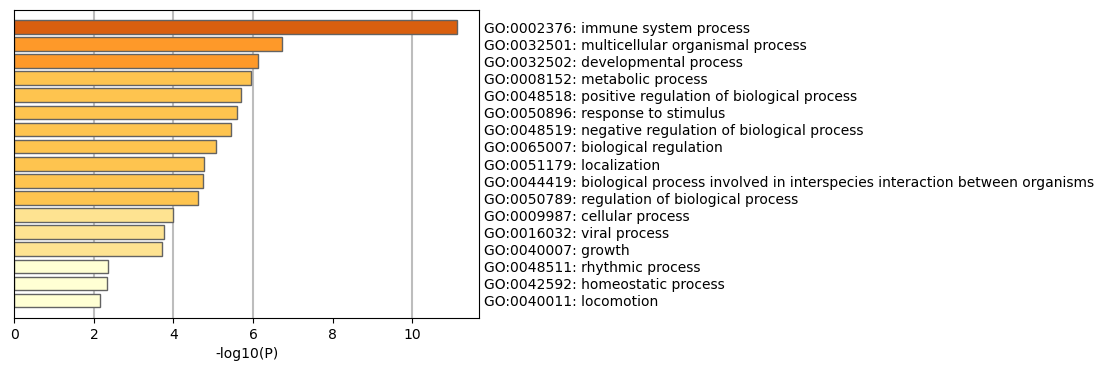 GO:0002376: immune system process
GO:0032501: multicellular organismal process
GO:0032502: developmental process
GO:0008152: metabolic process
GO:0048518: positive regulation of biological process
GO:0050896: response to stimulus
GO:0048519: negative regulation of biological process
GO:0065007: biological regulation
GO:0051179: localization
GO:0044419: biological process involved in interspecies interaction between organisms
GO:0050789: regulation of biological process
GO:0009987: cellular process
GO:0016032: viral process
GO:0040007: growth
GO:0048511: rhythmic process
GO:0042592: homeostatic process
GO:0040011: locomotion
0 2 4 6 8 10
-log10(P)